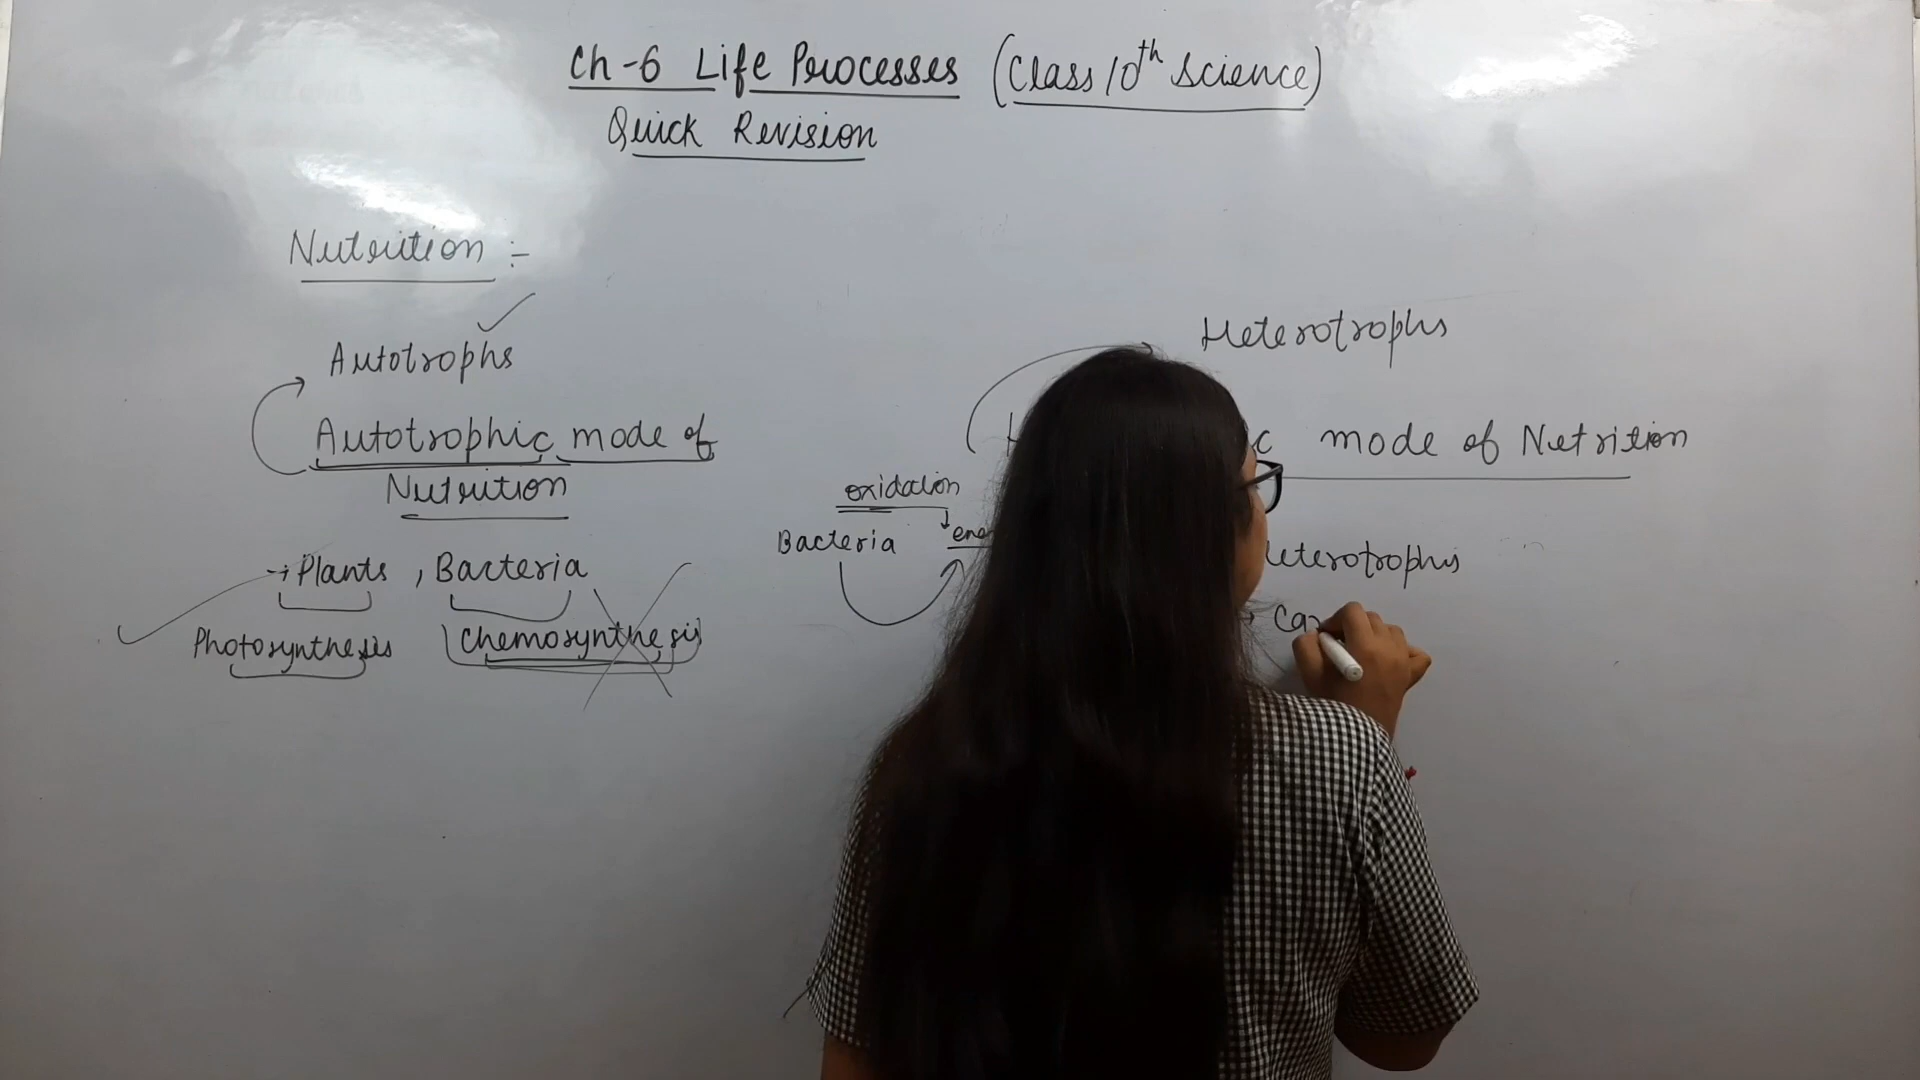 Ch-6 Life Processes (Class 10th Science)
Quick Revision
Nutrition :-
Autotrophs
Autotrophic mode of
Nutrition
→ Plants , Bacteria
Photosynthesis
Chemosynthesis
oxidation
Bacteria
Heterotrophs
mode of Nutrition